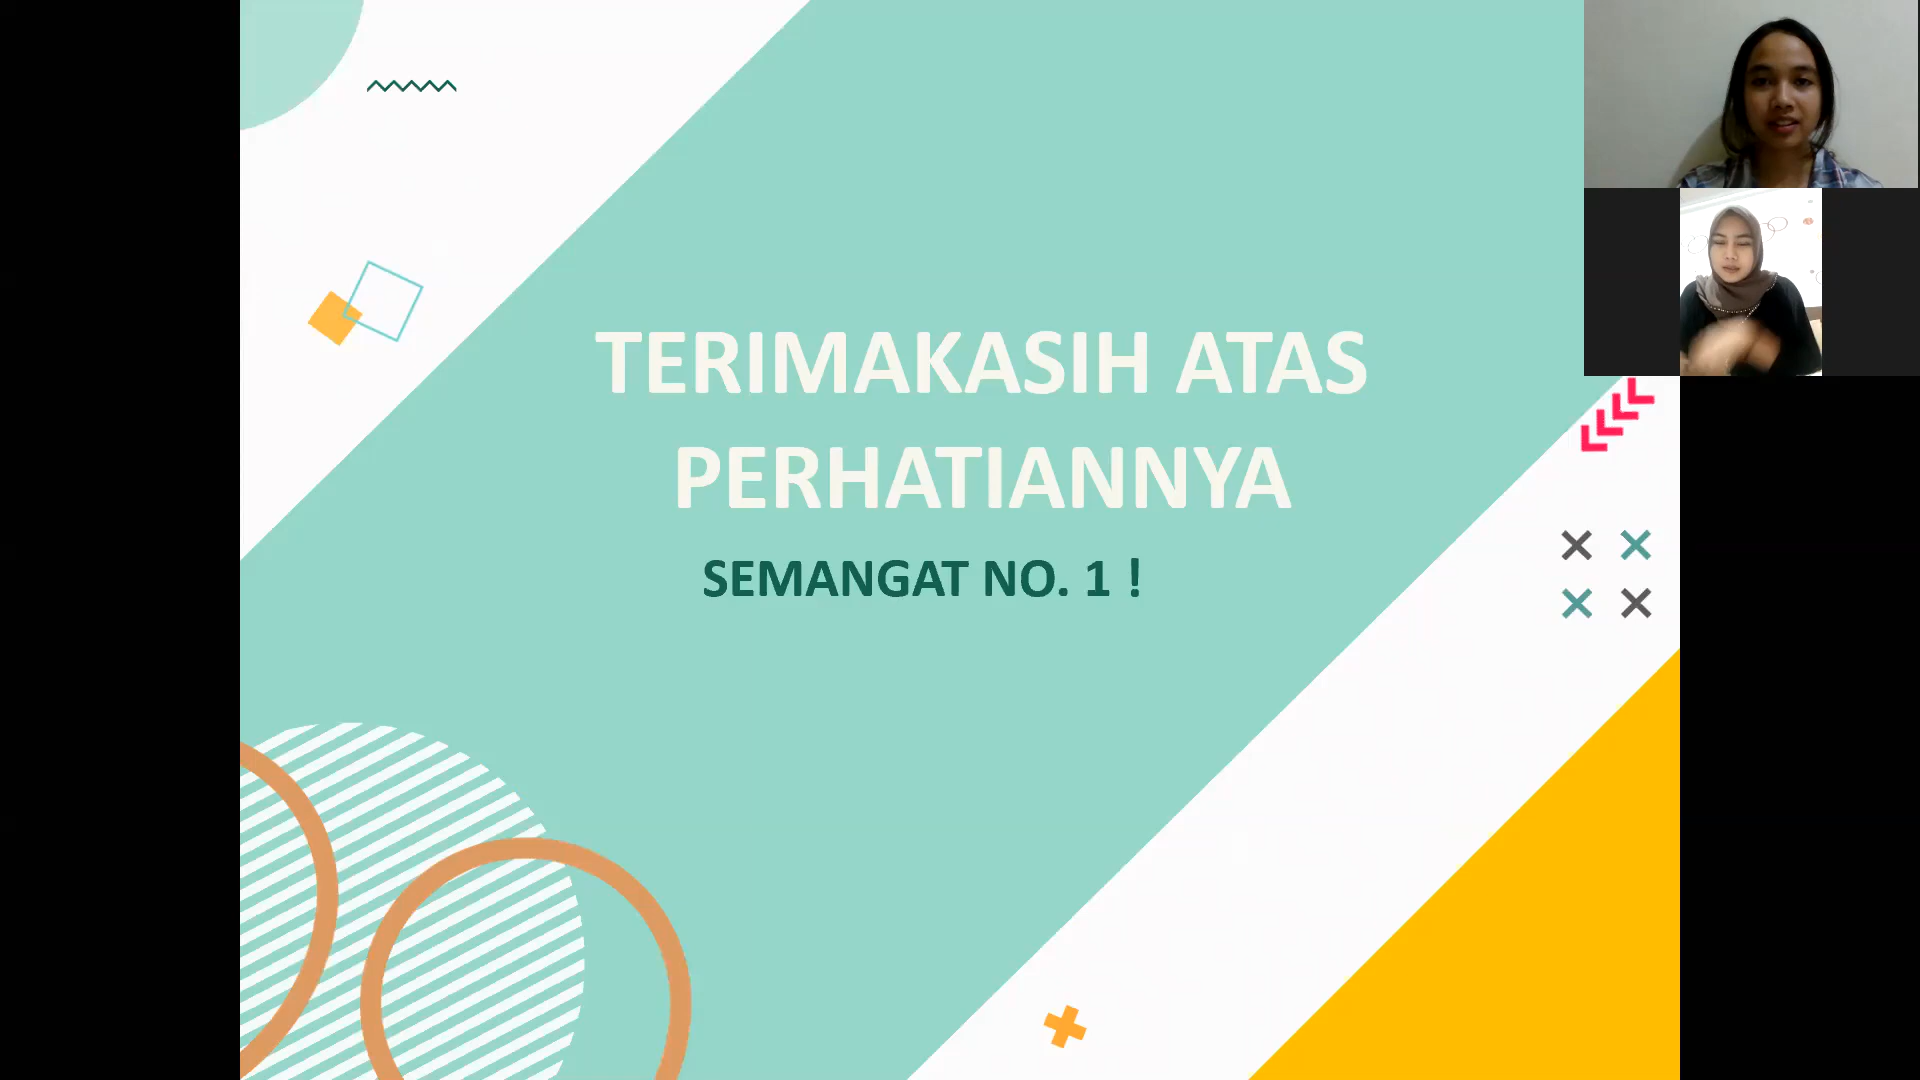 TERIMAKASIH ATAS
PERHATIANNYA
SEMANGAT NO. 1 !